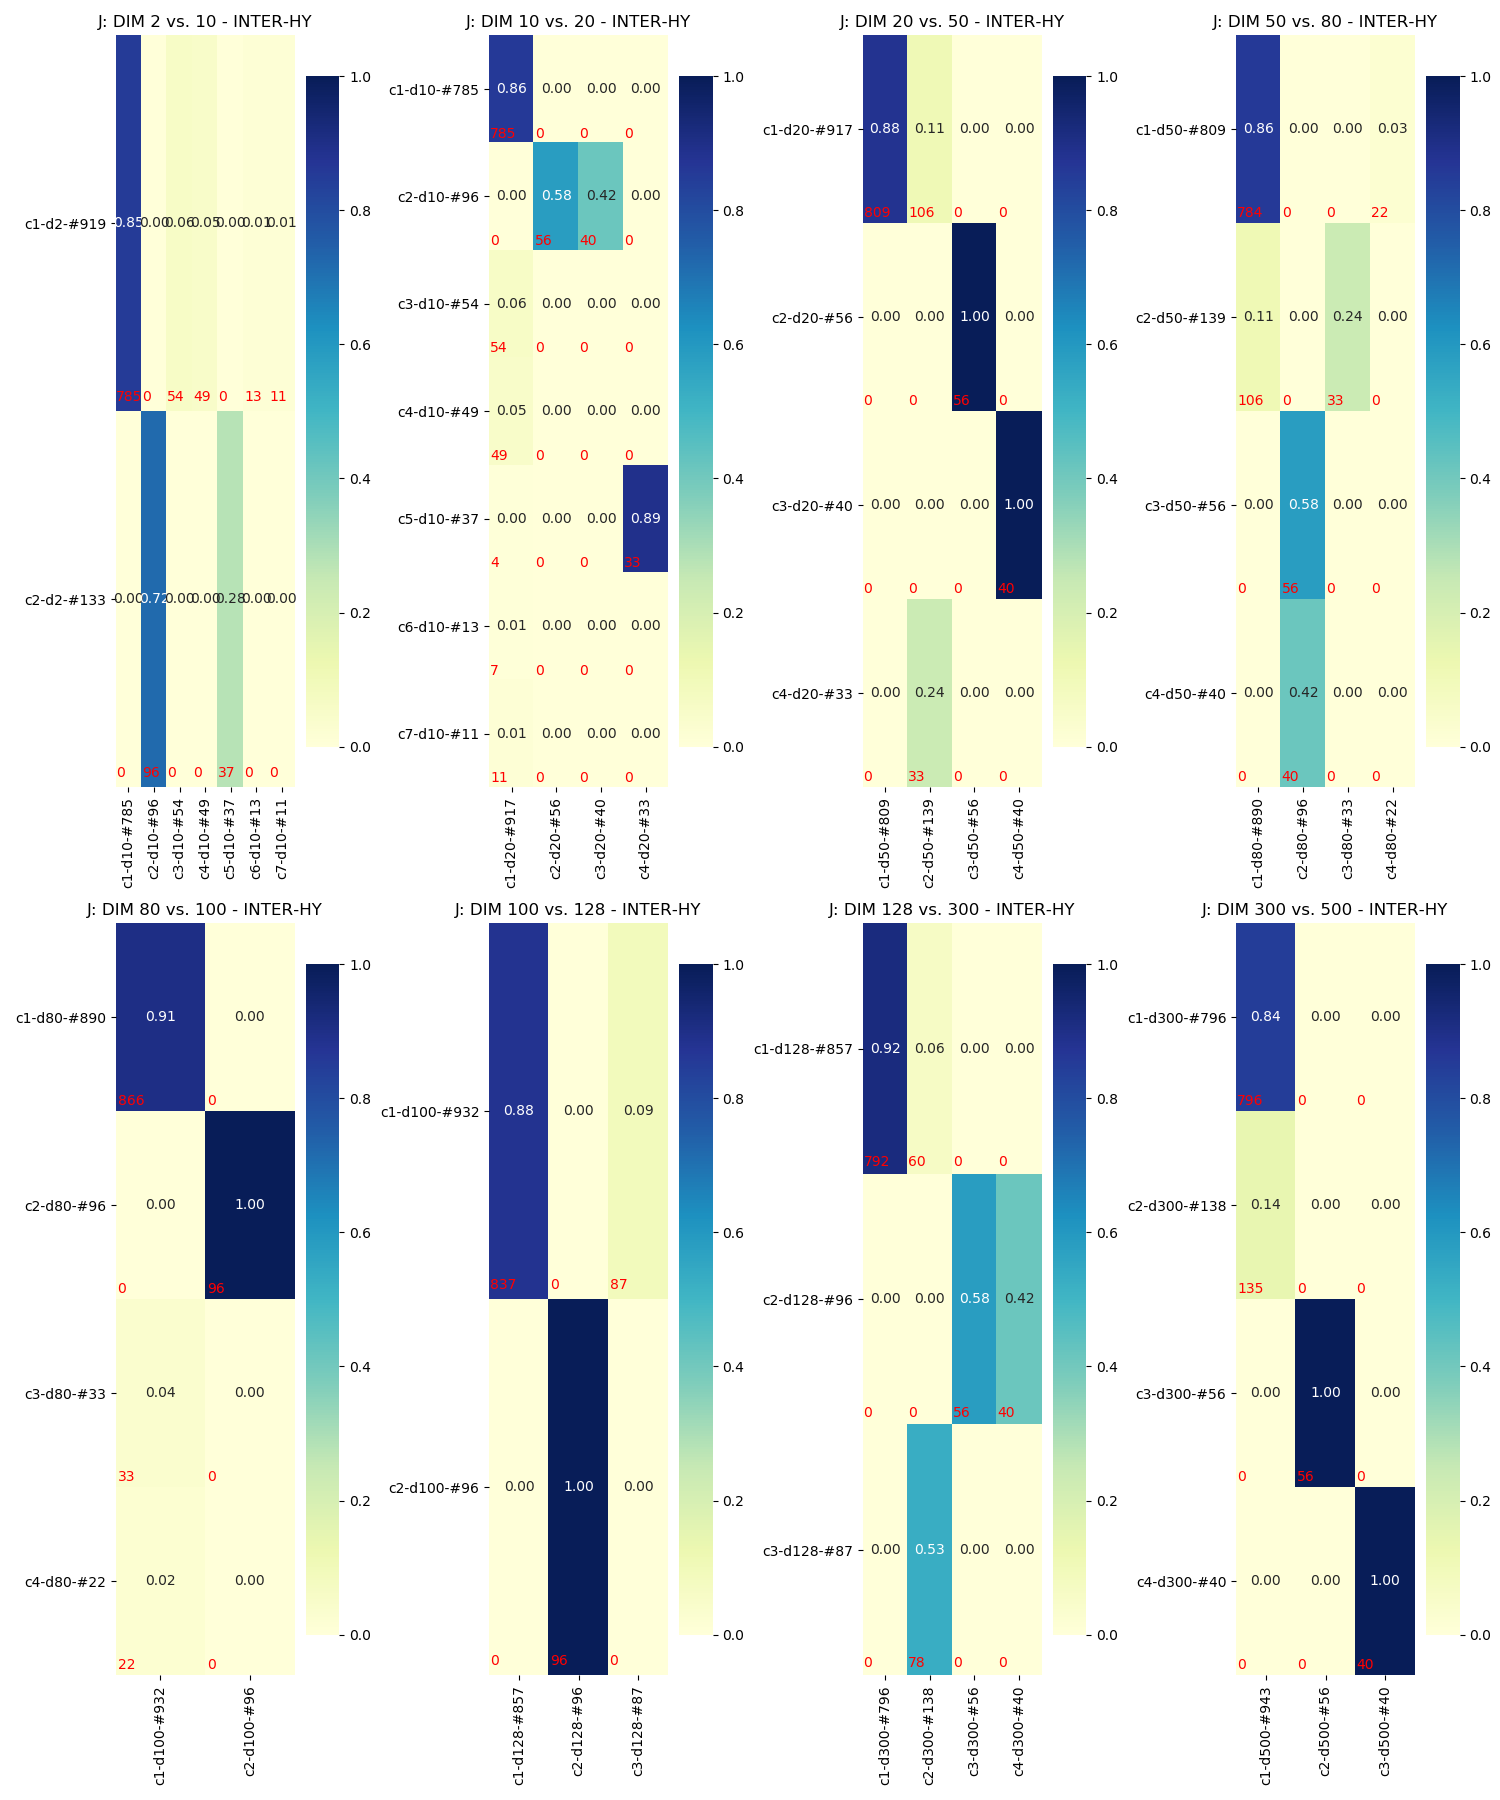 J: DIM 2 vs. 10 - INTER-HY
c1-d2-#919
0.85 0.00 0.06 0.05 0.00 0.01 0.01
785 0 54 49 0 13 11
c2-d2-#133
0.00 0.72 0.00 0.00 0.28 0.00 0.00
0 96 0 0 37 0 0
c1-d10-#785
c2-d10-#96
c3-d10-#54
c4-d10-#49
c5-d10-#37
c6-d10-#13
c7-d10-#11
1.0
0.8
0.6
0.4
0.2
0.0
J: DIM 10 vs. 20 - INTER-HY
c1-d10-#785
0.86 0.00 0.00 0.00
785 0 0 0
c2-d10-#96
0.00 0.58 0.42 0.00
0 56 40 0
c3-d10-#54
0.06 0.00 0.00 0.00
54 0 0 0
c4-d10-#49
0.05 0.00 0.00 0.00
49 0 0 0
c5-d10-#37
0.00 0.00 0.00 0.89
4 0 0 33
c6-d10-#13
0.01 0.00 0.00 0.00
7 0 0 0
c7-d10-#11
0.01 0.00 0.00 0.00
11 0 0 0
c1-d20-#917
c2-d20-#56
c3-d20-#40
c4-d20-#33
1.0
0.8
0.6
0.4
0.2
0.0
J: DIM 20 vs. 50 - INTER-HY
c1-d20-#917
0.88 0.11 0.00 0.00
809 106 0 0
c2-d20-#56
0.00 0.00 1.00 0.00
0 0 56 0
c3-d20-#40
0.00 0.00 0.00 1.00
0 0 0 40
c4-d20-#33
0.00 0.24 0.00 0.00
0 33 0 0
c1-d50-#809
c2-d50-#139
c3-d50-#56
c4-d50-#40
1.0
0.8
0.6
0.4
0.2
0.0
J: DIM 50 vs. 80 - INTER-HY
c1-d50-#809
0.86 0.00 0.00 0.03
784 0 0 22
c2-d50-#139
0.11 0.00 0.24 0.00
106 0 33 0
c3-d50-#56
0.00 0.58 0.00 0.00
0 56 0 0
c4-d50-#40
0.00 0.42 0.00 0.00
0 40 0 0
c1-d80-#890
c2-d80-#96
c3-d80-#33
c4-d80-#22
1.0
0.8
0.6
0.4
0.2
0.0
J: DIM 80 vs. 100 - INTER-HY
c1-d80-#890
0.91 0.00
866 0
c2-d80-#96
0.00 1.00
0 96
c3-d80-#33
0.04 0.00
33 0
c4-d80-#22
0.02 0.00
22 0
c1-d100-#932
c2-d100-#96
1.0
0.8
0.6
0.4
0.2
0.0
J: DIM 100 vs. 128 - INTER-HY
c1-d100-#932
0.88 0.00 0.09
837 0 87
c2-d100-#96
0.00 1.00 0.00
0 96 0
c1-d128-#857
c2-d128-#96
c3-d128-#87
1.0
0.8
0.6
0.4
0.2
0.0
J: DIM 128 vs. 300 - INTER-HY
c1-d128-#857
0.92 0.06 0.00 0.00
792 60 0 0
c2-d128-#96
0.00 0.00 0.58 0.42
0 0 56 40
c3-d128-#87
0.00 0.53 0.00 0.00
0 78 0 0
c1-d300-#796
c2-d300-#138
c3-d300-#56
c4-d300-#40
1.0
0.8
0.6
0.4
0.2
0.0
J: DIM 300 vs. 500 - INTER-HY
c1-d300-#796
0.84 0.00 0.00
796 0 0
c2-d300-#138
0.14 0.00 0.00
135 0 0
c3-d300-#56
0.00 1.00 0.00
0 56 0
c4-d300-#40
0.00 0.00 1.00
0 0 40
c1-d500-#943
c2-d500-#56
c3-d500-#40
1.0
0.8
0.6
0.4
0.2
0.0